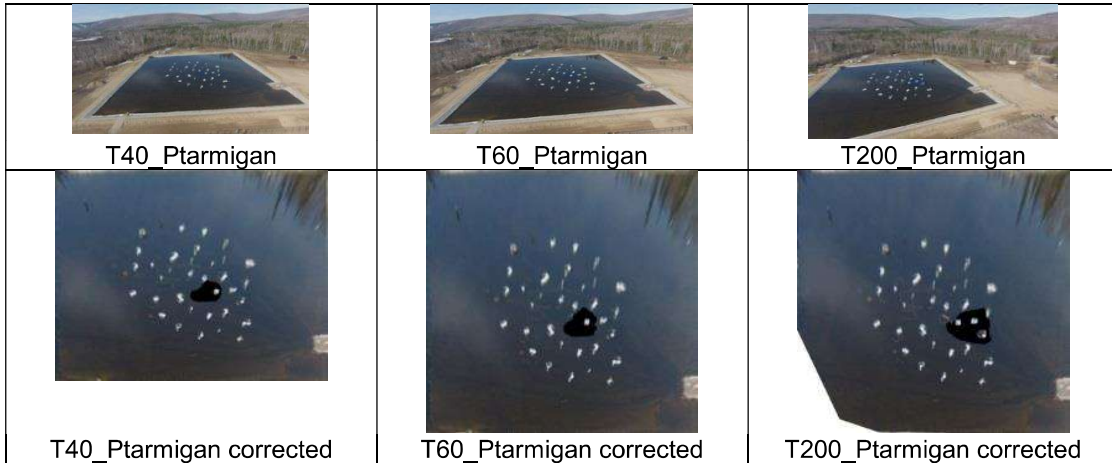 T40_Ptarmigan
T60_Ptarmigan
T200_Ptarmigan
T40_Ptarmigan corrected
T60_Ptarmigan corrected
T200_Ptarmigan corrected